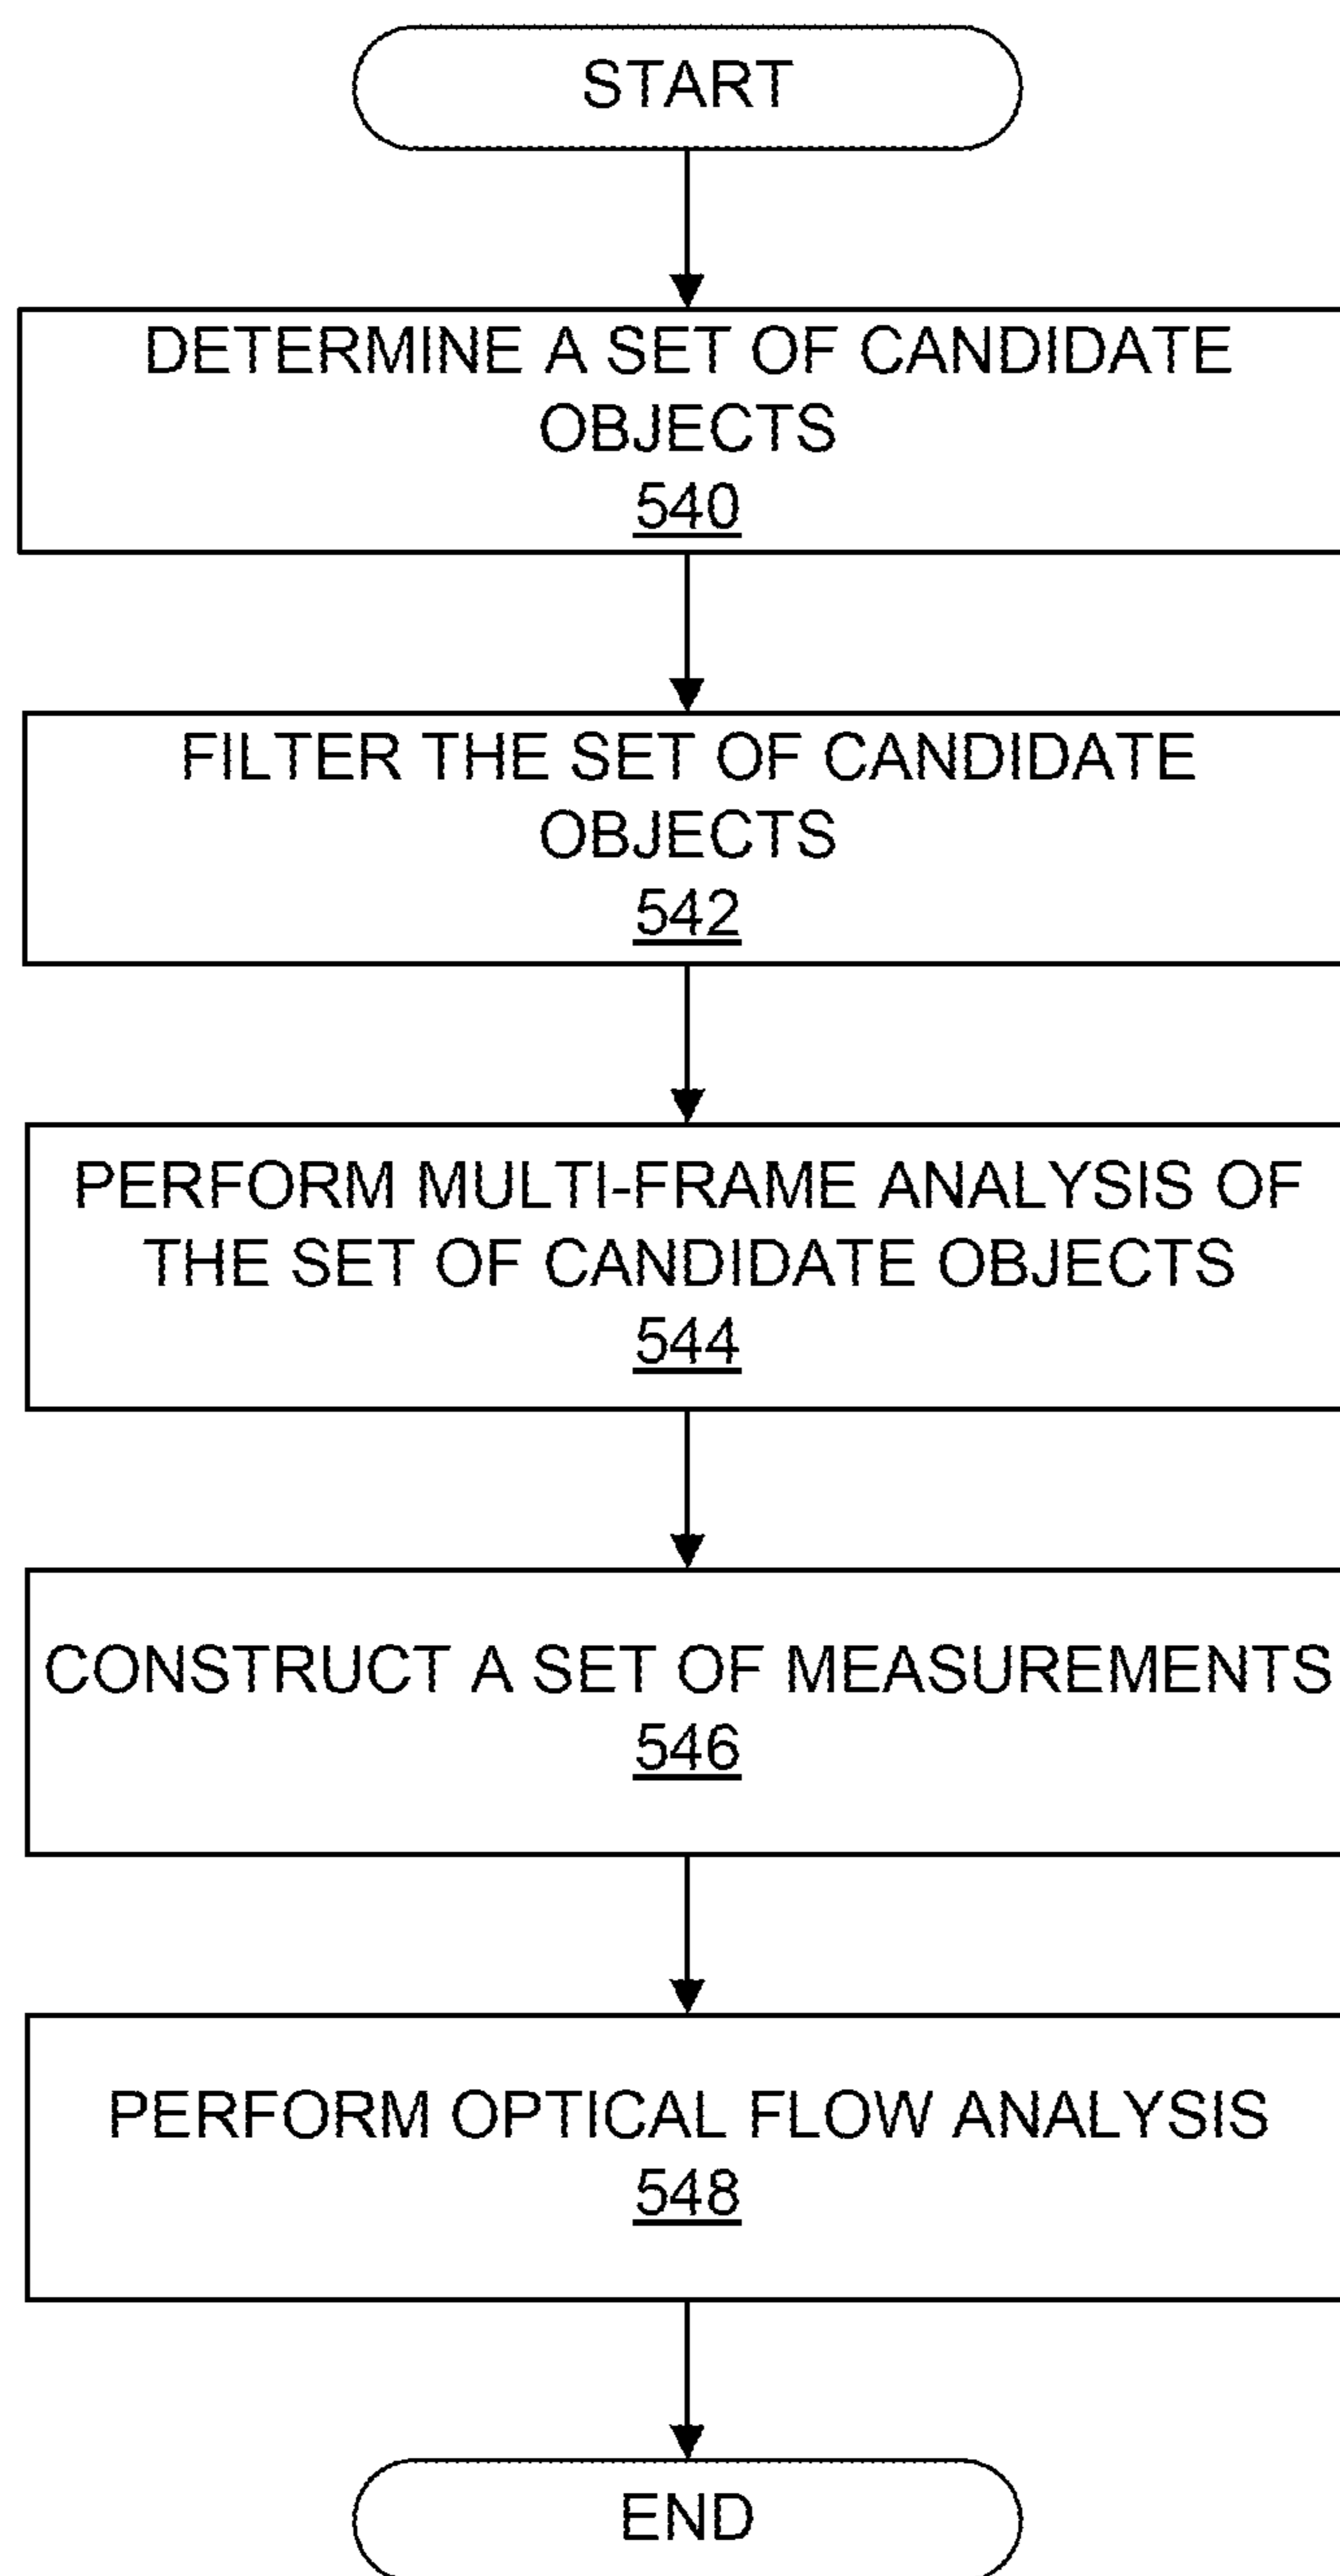 START
DETERMINE A SET OF CANDIDATE
OBJECTS
540
FILTER THE SET OF CANDIDATE
OBJECTS
542
PERFORM MULTI-FRAME ANALYSIS OF
THE SET OF CANDIDATE OBJECTS
544
CONSTRUCT A SET OF MEASUREMENTS
546
PERFORM OPTICAL FLOW ANALYSIS
548
END